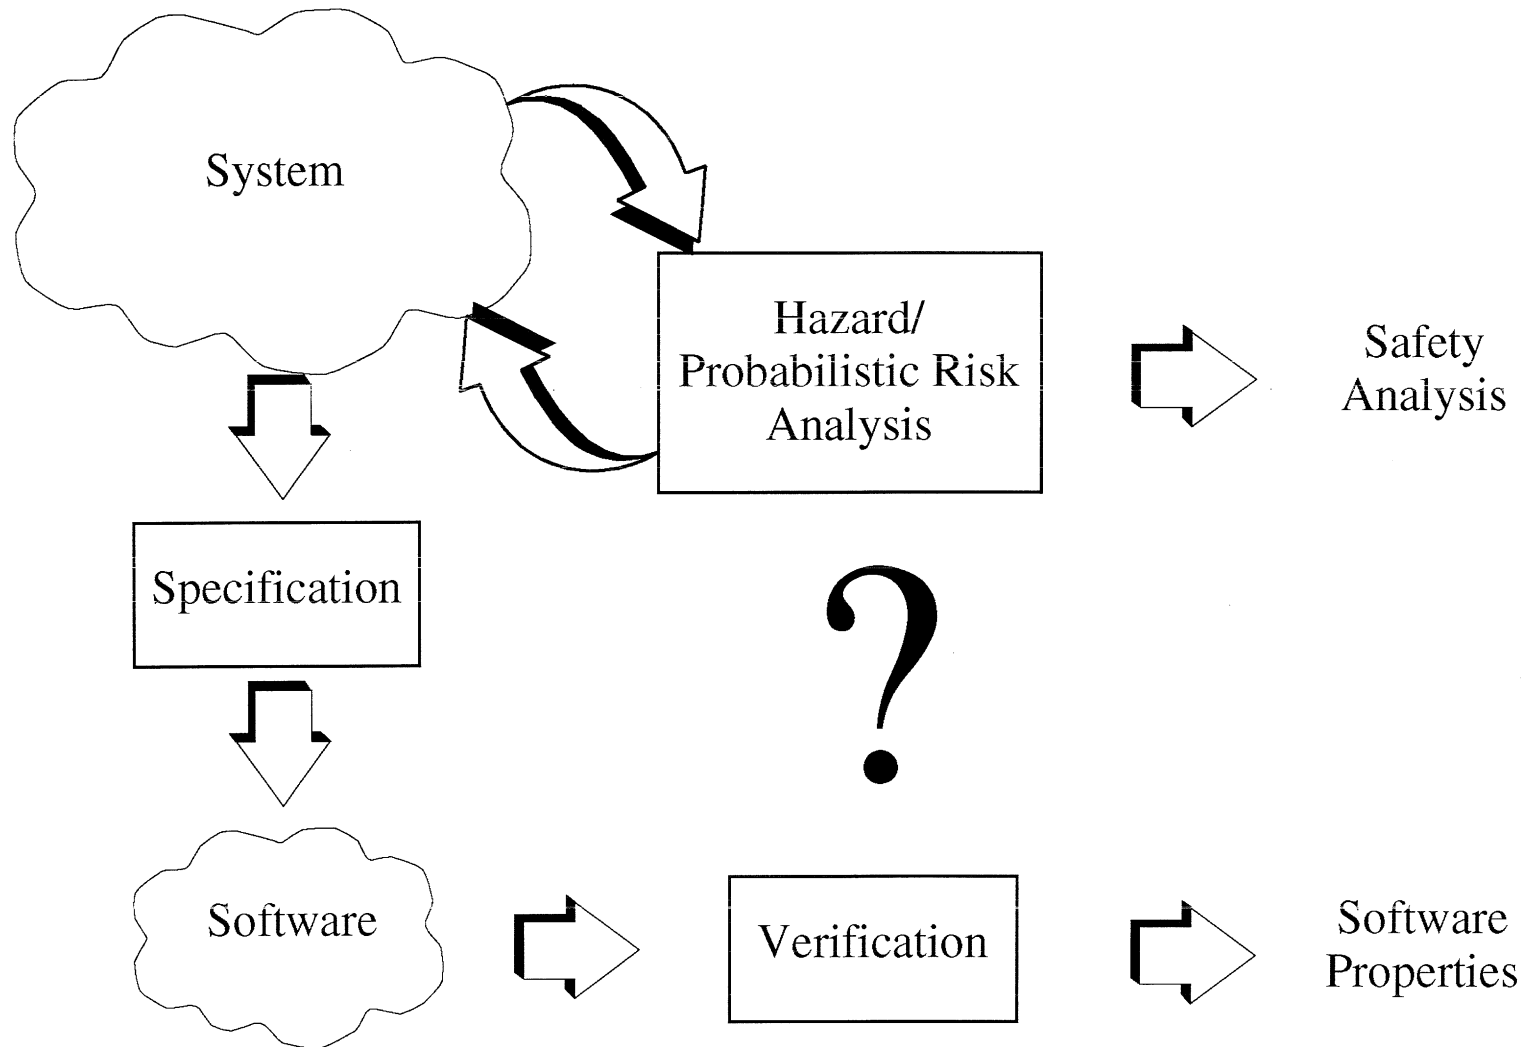 System
Hazard/
Probabilistic Risk
Analysis
Safety
Analysis
Specification
?
Software
Verification
Software
Properties